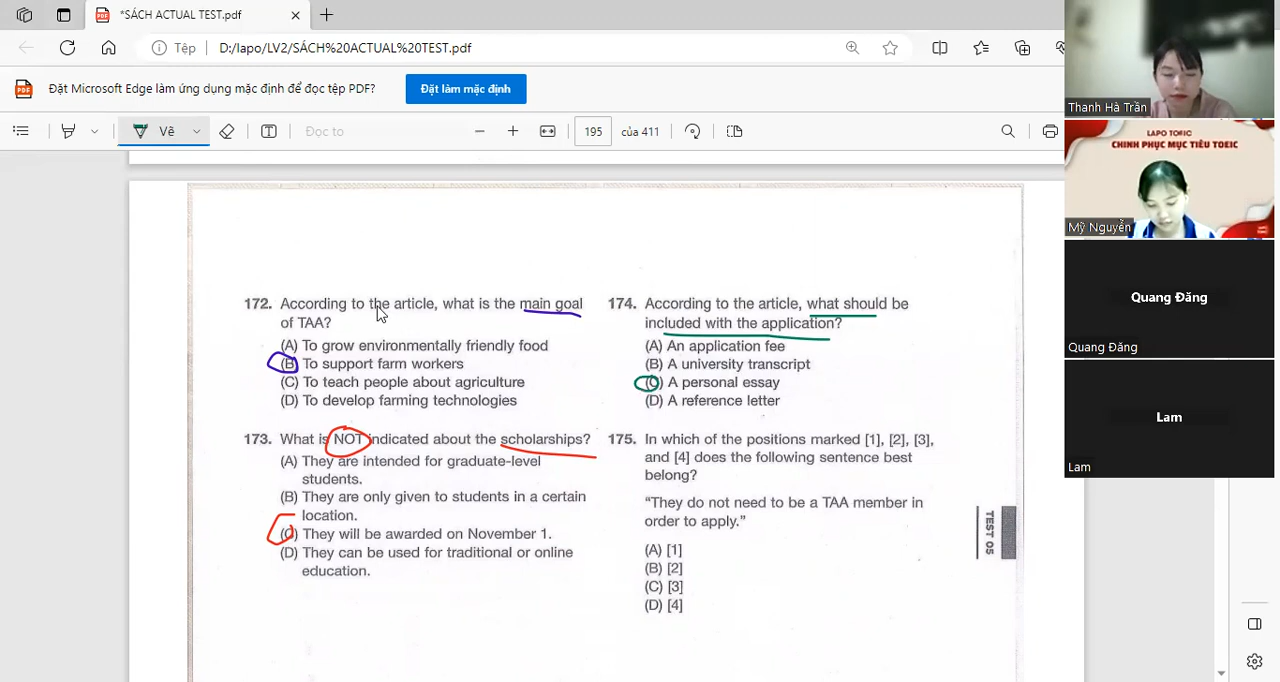 *SÁCH ACTUAL TEST.pdf
Tệp
D:/lapo/LV2/SÁCH%20ACTUAL%20TEST.pdf
Đặt Microsoft Edge làm ứng dụng mặc định để đọc tệp PDF?
Đặt làm mặc định
Vẽ
Đọc to
195
của 411
172. According to the article, what is the main goal
of TAA?
(A) To grow environmentally friendly food
(B) To support farm workers
(C) To teach people about agriculture
(D) To develop farming technologies
173. What is NOT indicated about the scholarships?
(A) They are intended for graduate-level
students.
(B) They are only given to students in a certain
location.
(C) They will be awarded on November 1.
(D) They can be used for traditional or online
education.
174. According to the article, what should be
included with the application?
(A) An application fee
(B) A university transcript
(C) A personal essay
(D) A reference letter
175. In which of the positions marked [1], [2], [3],
and [4] does the following sentence best
belong?
“They do not need to be a TAA member in
order to apply.”
(A) [1]
(B) [2]
(C) [3]
(D) [4]
TEST 05
Thanh Hà Trần
LAPO TOEIC
CHINH PHỤC MỤC TIÊU TOEIC
Mỹ Nguyễn
Quang Đăng
Quang Đăng
Lam
Lam